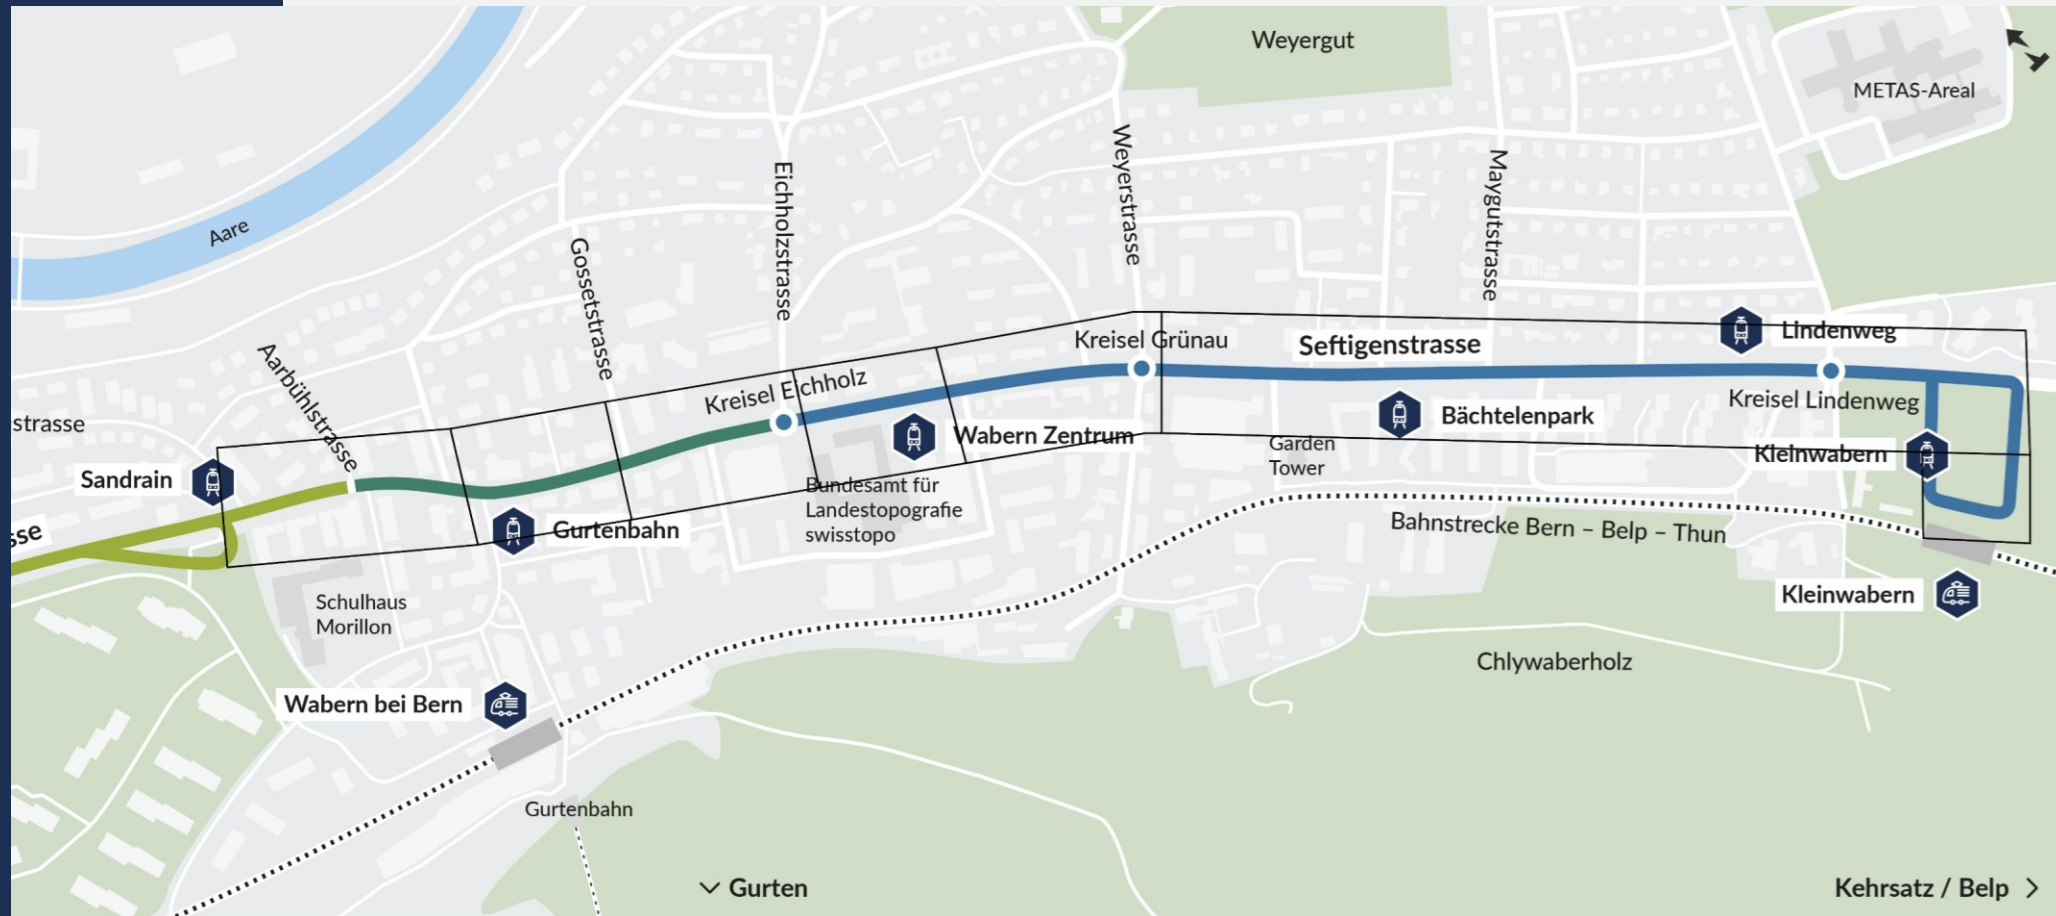 Weyergut
METAS-Areal
Aare
Aarbühlstrasse
Gossetstrasse
Eichholzstrasse
Weyerstrasse
Maygutstrasse
strasse
Kreisel Grünau
Seftigenstrasse
Lindenweg
Kreisel Eichholz
Kreisel Lindenweg
Bächtelenpark
Wabern Zentrum
Garden
Tower
Kleinwabern
Sandrain
sse
Gurtenbahn
Bundesamt für
Landestopografie
swisstopo
Bahnstrecke Bern – Belp – Thun
Schulhaus
Morillon
Kleinwabern
Chlywaberholz
Wabern bei Bern
Gurtenbahn
Gurten
Kehrsatz / Belp